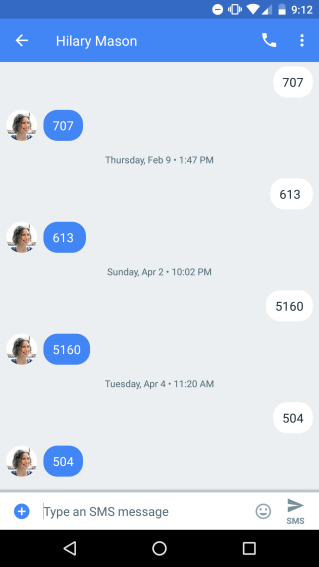 9:12
Hilary Mason
707
707
Thursday, Feb 9 • 1:47 PM
613
613
Sunday, Apr 2 • 10:02 PM
5160
5160
Tuesday, Apr 4 • 11:20 AM
504
504
Type an SMS message
SMS